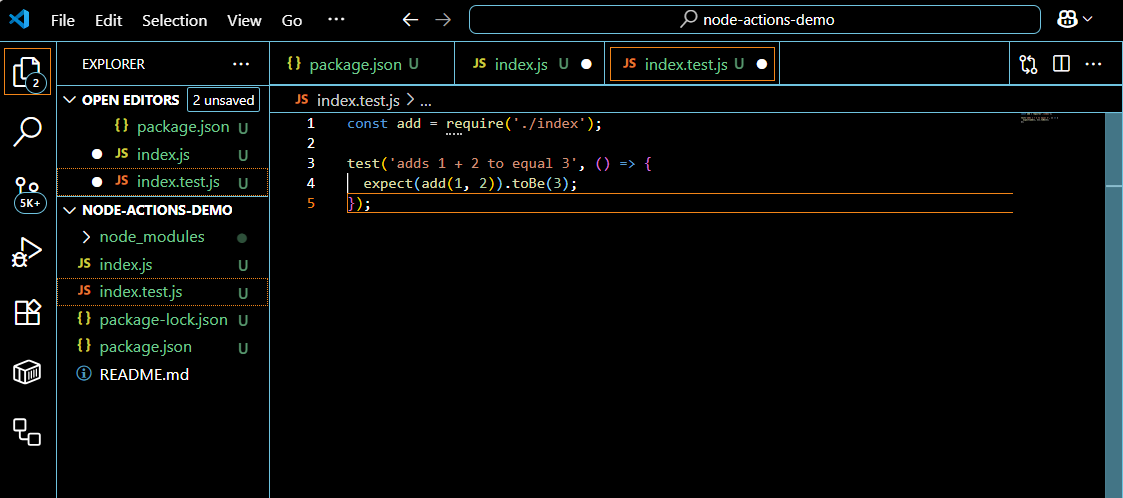 File Edit Selection View Go ··· node-actions-demo
EXPLORER ···
{} package.json U JS index.js U JS index.test.js U ···
2
OPEN EDITORS 2 unsaved
{} package.json U
JS index.js U
JS index.test.js U
5K+
NODE-ACTIONS-DEMO
node_modules
JS index.js U
JS index.test.js U
{} package-lock.json U
{} package.json U
README.md
JS index.test.js > ...
1 const add = require('./index');
2
3 test('adds 1 + 2 to equal 3', () => {
4 expect(add(1, 2)).toBe(3);
5 });